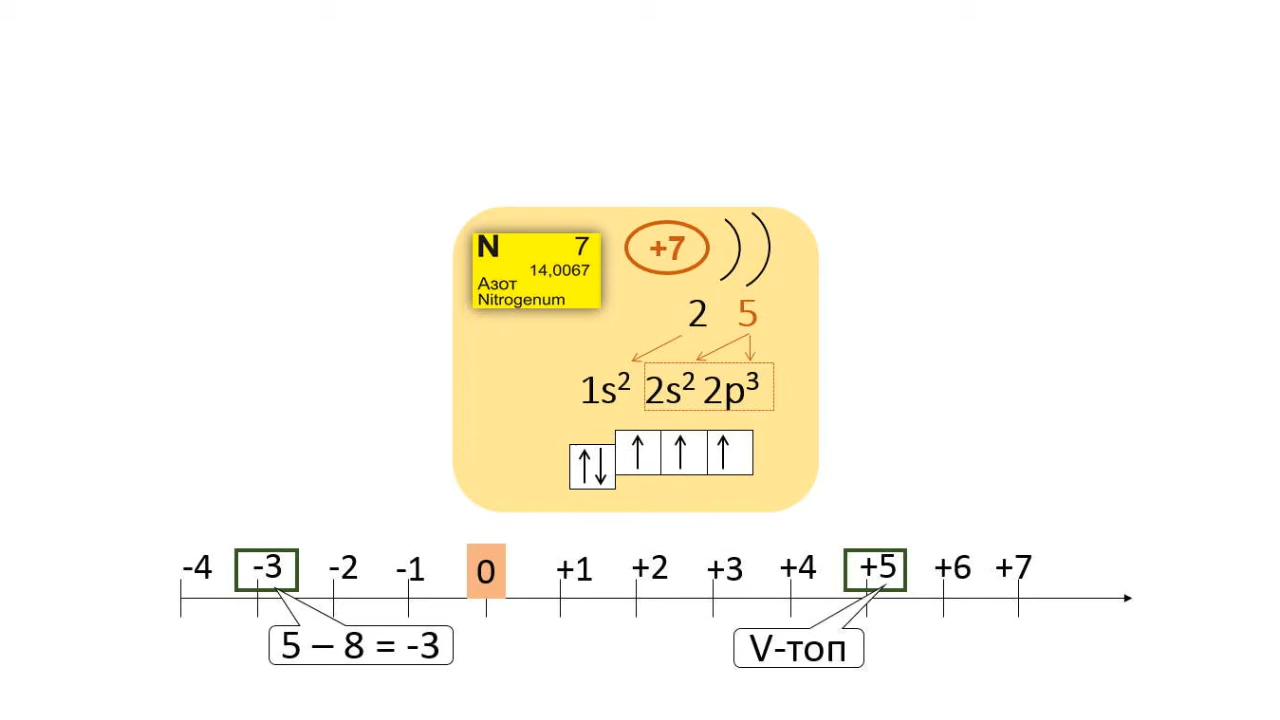 N 7
14,0067
Азот
Nitrogenum
+7
2 5
1s² 2s² 2p³
↑↓ ↑ ↑ ↑
-4 -3 -2 -1 0 +1 +2 +3 +4 +5 +6 +7
5 – 8 = -3
V-топ